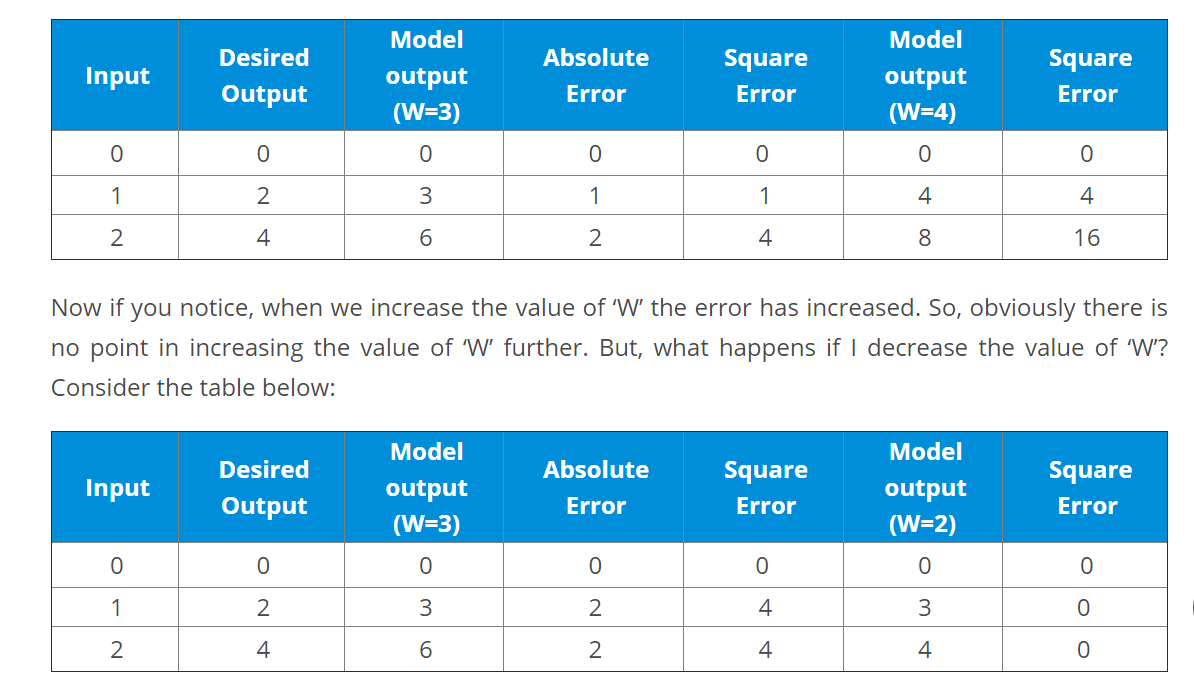 Input Desired Output Model output (W=3) Absolute Error Square Error Model output (W=4) Square Error
0 0 0 0 0 0 0
1 2 3 1 1 4 4
2 4 6 2 4 8 16
Now if you notice, when we increase the value of ‘W’ the error has increased. So, obviously there is
no point in increasing the value of ‘W’ further. But, what happens if I decrease the value of ‘W’?
Consider the table below:
Input Desired Output Model output (W=3) Absolute Error Square Error Model output (W=2) Square Error
0 0 0 0 0 0 0
1 2 3 2 4 3 0
2 4 6 2 4 4 0